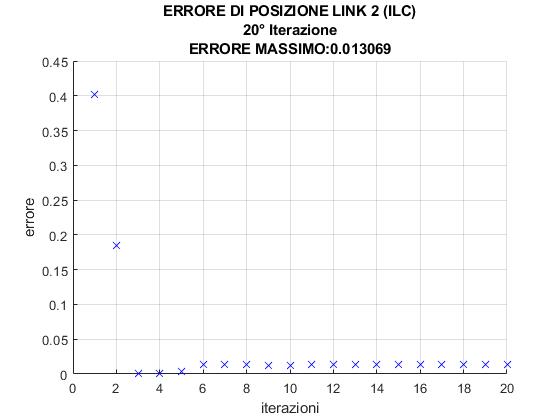 ERRORE DI POSIZIONE LINK 2 (ILC)
20° Iterazione
ERRORE MASSIMO:0.013069
0.45
0.4
0.35
0.3
0.25
0.2
0.15
0.1
0.05
0
errore
0 2 4 6 8 10 12 14 16 18 20
iterazioni